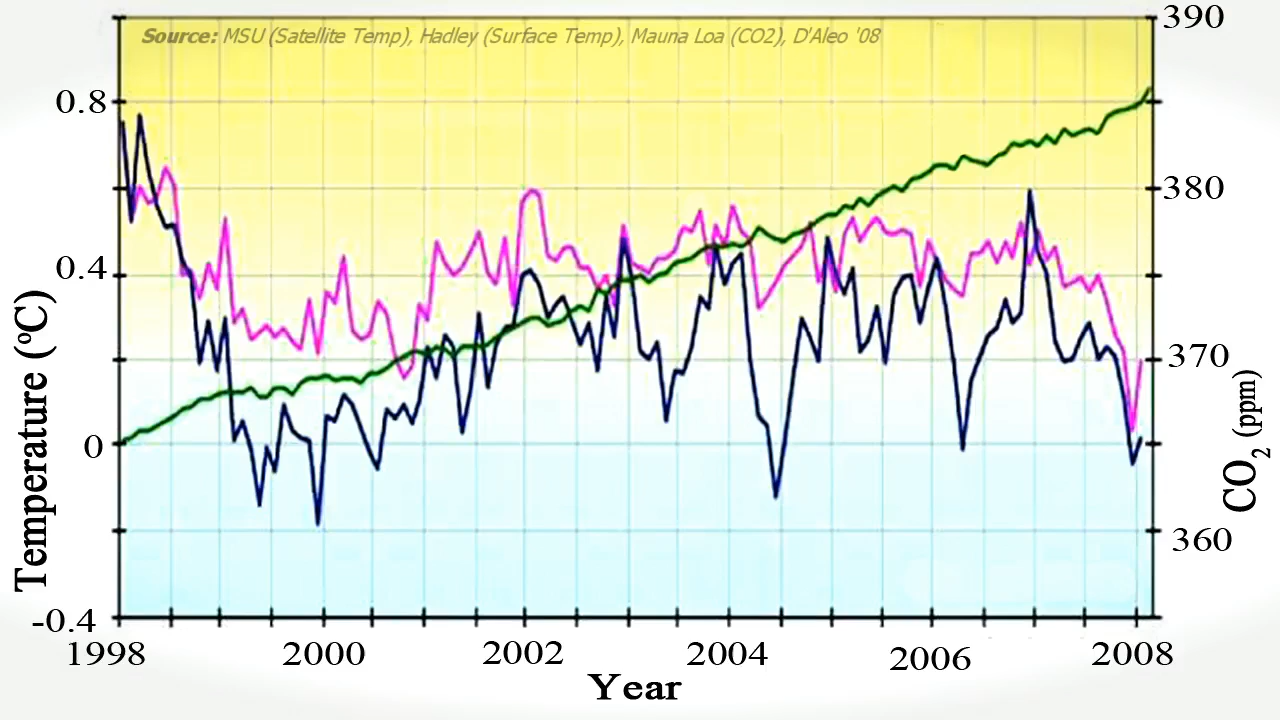 Source: MSU (Satellite Temp), Hadley (Surface Temp), Mauna Loa (CO2), D'Aleo '08
390
0.8
380
0.4
370
0
360
-0.4
Temperature (ºC)
CO2 (ppm)
1998 2000 2002 2004 2006 2008
Year